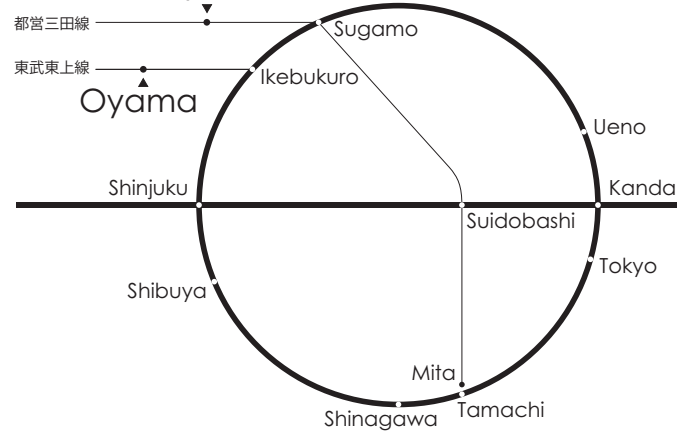 都営三田線
Sugamo
東武東上線
Ikebukuro
Oyama
Ueno
Shinjuku
Kanda
Suidobashi
Tokyo
Shibuya
Mita
Tamachi
Shinagawa